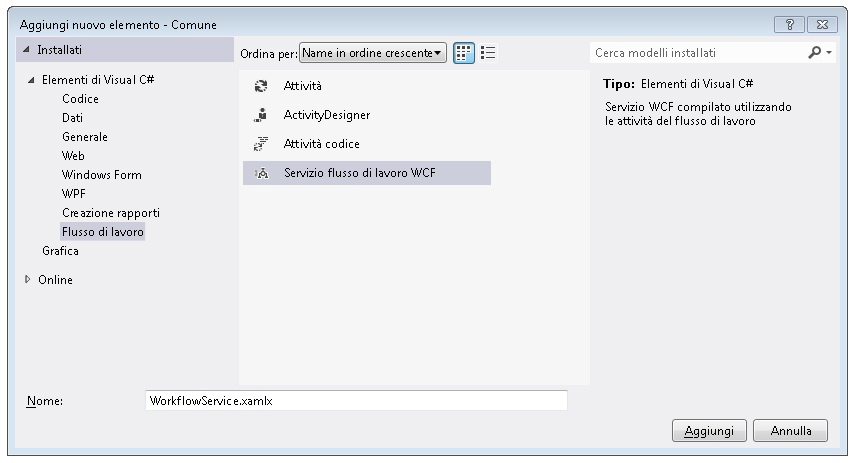 Aggiungi nuovo elemento - Comune
Installati
Elementi di Visual C#
Codice
Dati
Generale
Web
Windows Form
WPF
Creazione rapporti
Flusso di lavoro
Grafica
Online
Ordina per: Name in ordine crescente
Attività
ActivityDesigner
Attività codice
Servizio flusso di lavoro WCF
Cerca modelli installati
Tipo: Elementi di Visual C#
Servizio WCF compilato utilizzando
le attività del flusso di lavoro
Nome: WorkflowService.xamlx
Aggiungi Annulla